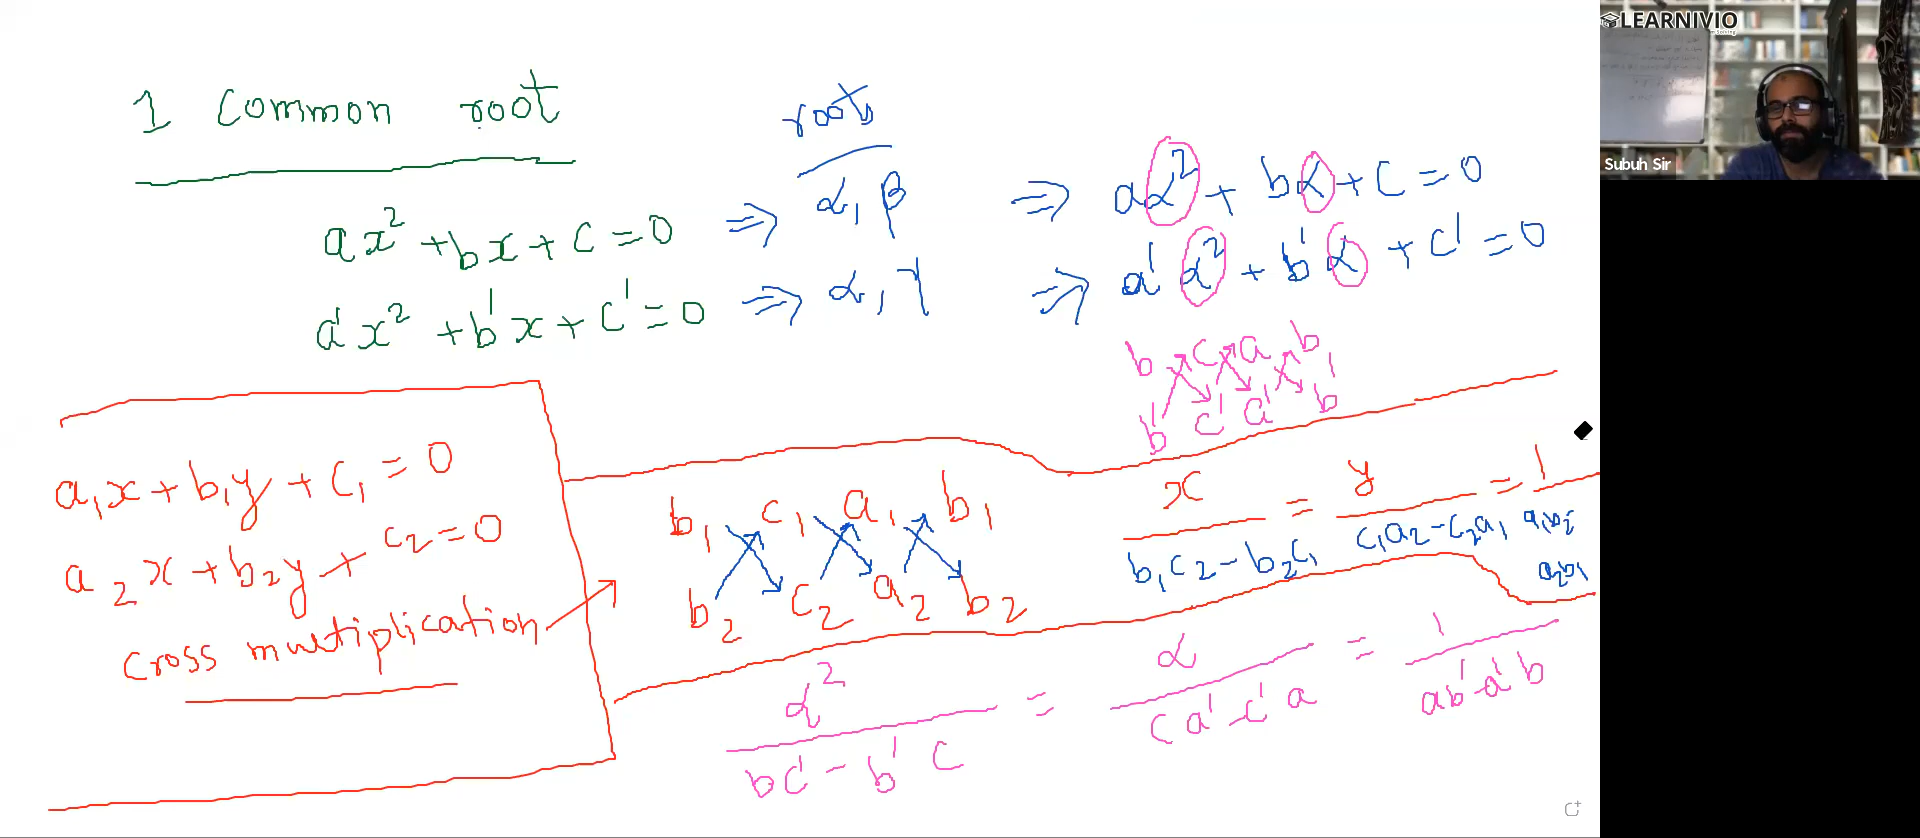 LEARNIVIO
Subuh Sir
1 Common root
roots
ax² + bx + c = 0 ⇒ α, β ⇒ aα² + bα + c = 0
a'x² + b'x + c' = 0 ⇒ α, γ ⇒ a'α² + b'α + c' = 0
b c a b₁
b' c' a' b
a₁x + b₁y + c₁ = 0
a₂x + b₂y + c₂ = 0
cross multiplication
b₁ c₁ a₁ b₁
b₂ c₂ a₂ b₂
x/(b₁c₂ - b₂c₁) = y/(c₁a₂ - c₂a₁) = 1/(a₁b₂ a₂b₁)
α²/(bc' - b'c) = α/(ca' - c'a) = 1/(ab' - a'b)